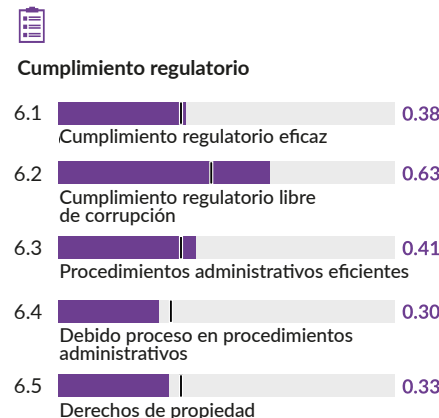 Cumplimiento regulatorio
6.1 0.38
Cumplimiento regulatorio eficaz
6.2 0.63
Cumplimiento regulatorio libre
de corrupción
6.3 0.41
Procedimientos administrativos eficientes
6.4 0.30
Debido proceso en procedimientos
administrativos
6.5 0.33
Derechos de propiedad